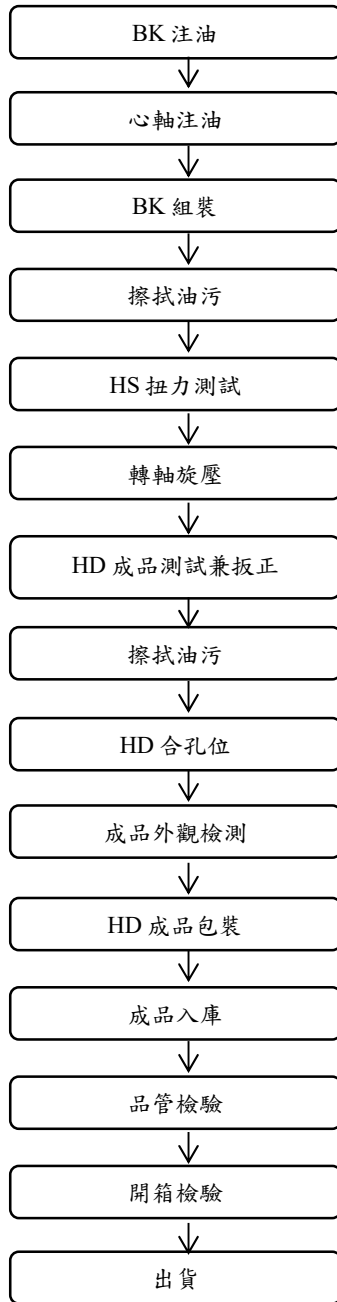 BK 注油
心軸注油
BK 組裝
擦拭油污
HS 扭力測試
轉軸旋壓
HD 成品測試兼扳正
擦拭油污
HD 合孔位
成品外觀檢測
HD 成品包裝
成品入庫
品管檢驗
開箱檢驗
出貨